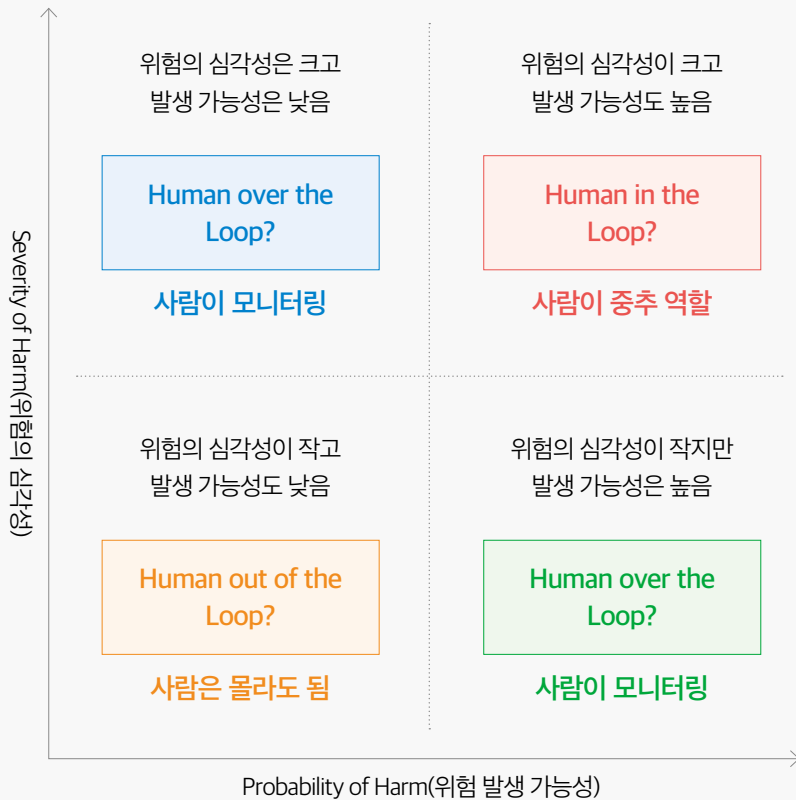 위험의 심각성은 크고
발생 가능성은 낮음
Human over the
Loop?
사람이 모니터링
위험의 심각성이 크고
발생 가능성도 높음
Human in the
Loop?
사람이 중추 역할
Severity of Harm(위험의 심각성)
위험의 심각성이 작고
발생 가능성도 낮음
Human out of the
Loop?
사람은 몰라도 됨
위험의 심각성이 작지만
발생 가능성은 높음
Human over the
Loop?
사람이 모니터링
Probability of Harm(위험 발생 가능성)